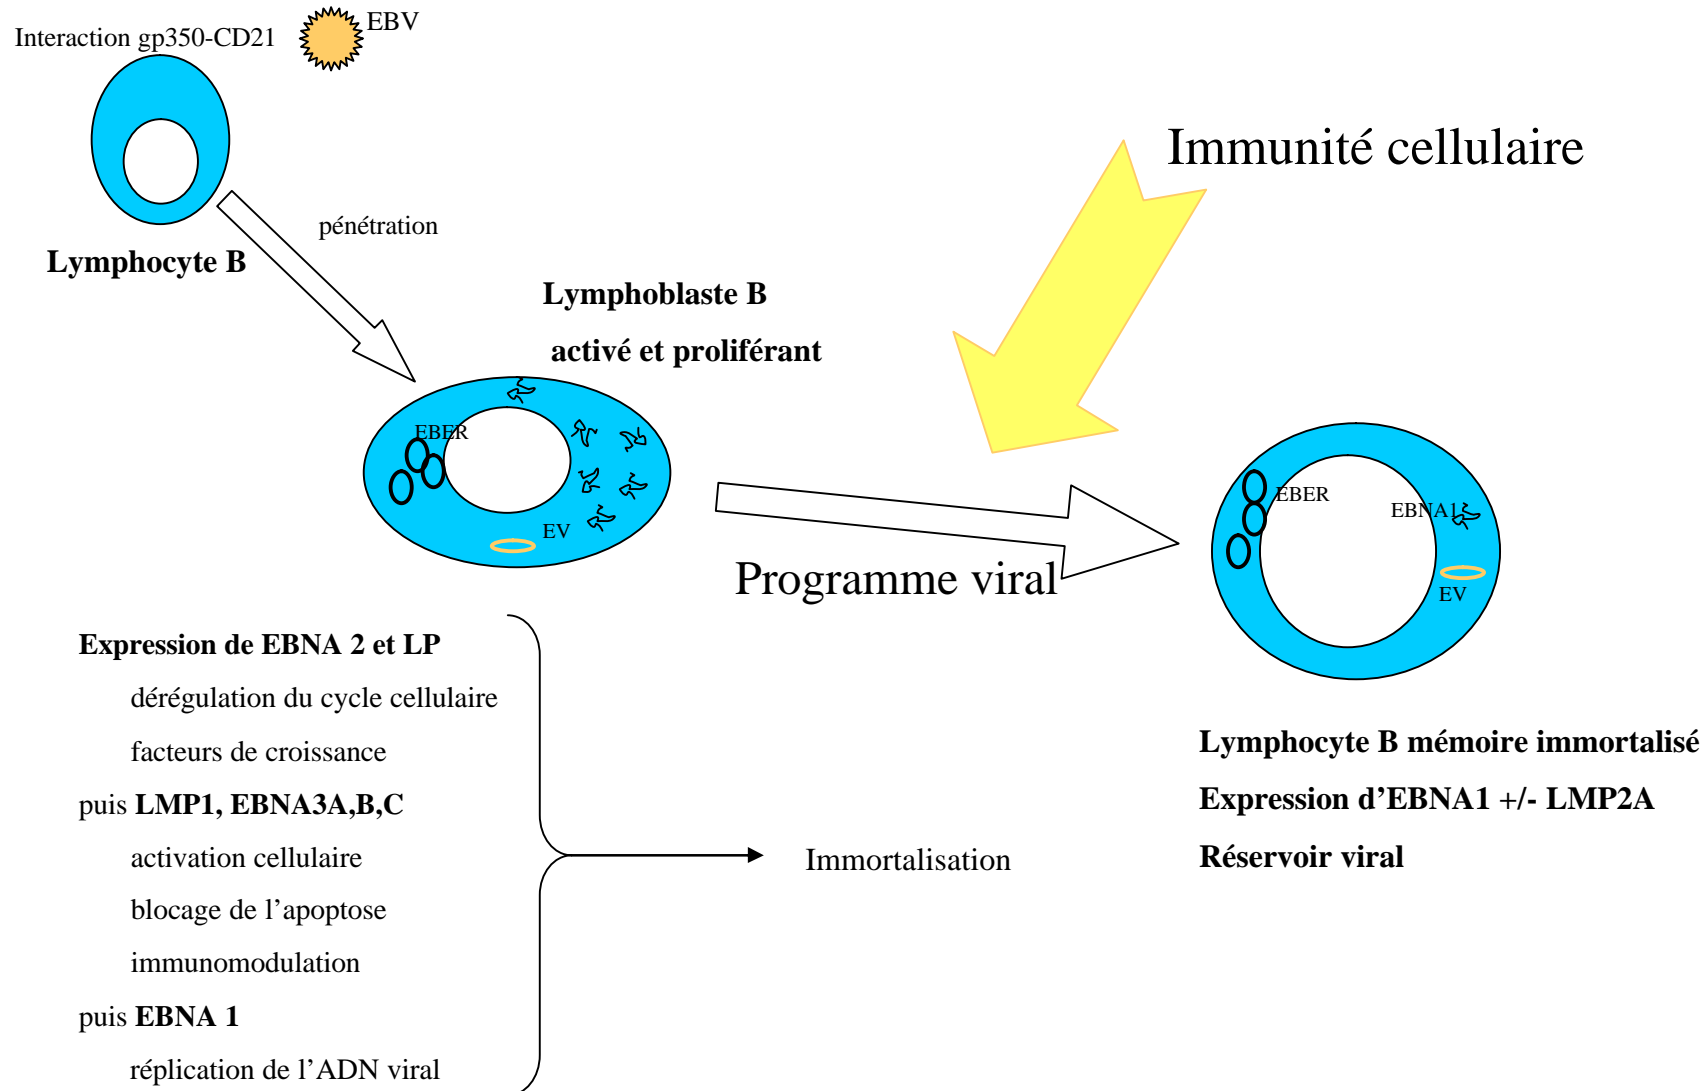 Interaction gp350-CD21
EBV
Immunité cellulaire
pénétration
Lymphocyte B
Lymphoblaste B
activé et proliférant
EBER
EV
Programme viral
EBER
EBNA1
EV
Expression de EBNA 2 et LP
dérégulation du cycle cellulaire
facteurs de croissance
puis LMP1, EBNA3A,B,C
activation cellulaire
blocage de l’apoptose
immunomodulation
puis EBNA 1
réplication de l’ADN viral
Immortalisation
Lymphocyte B mémoire immortalisé
Expression d’EBNA1 +/- LMP2A
Réservoir viral